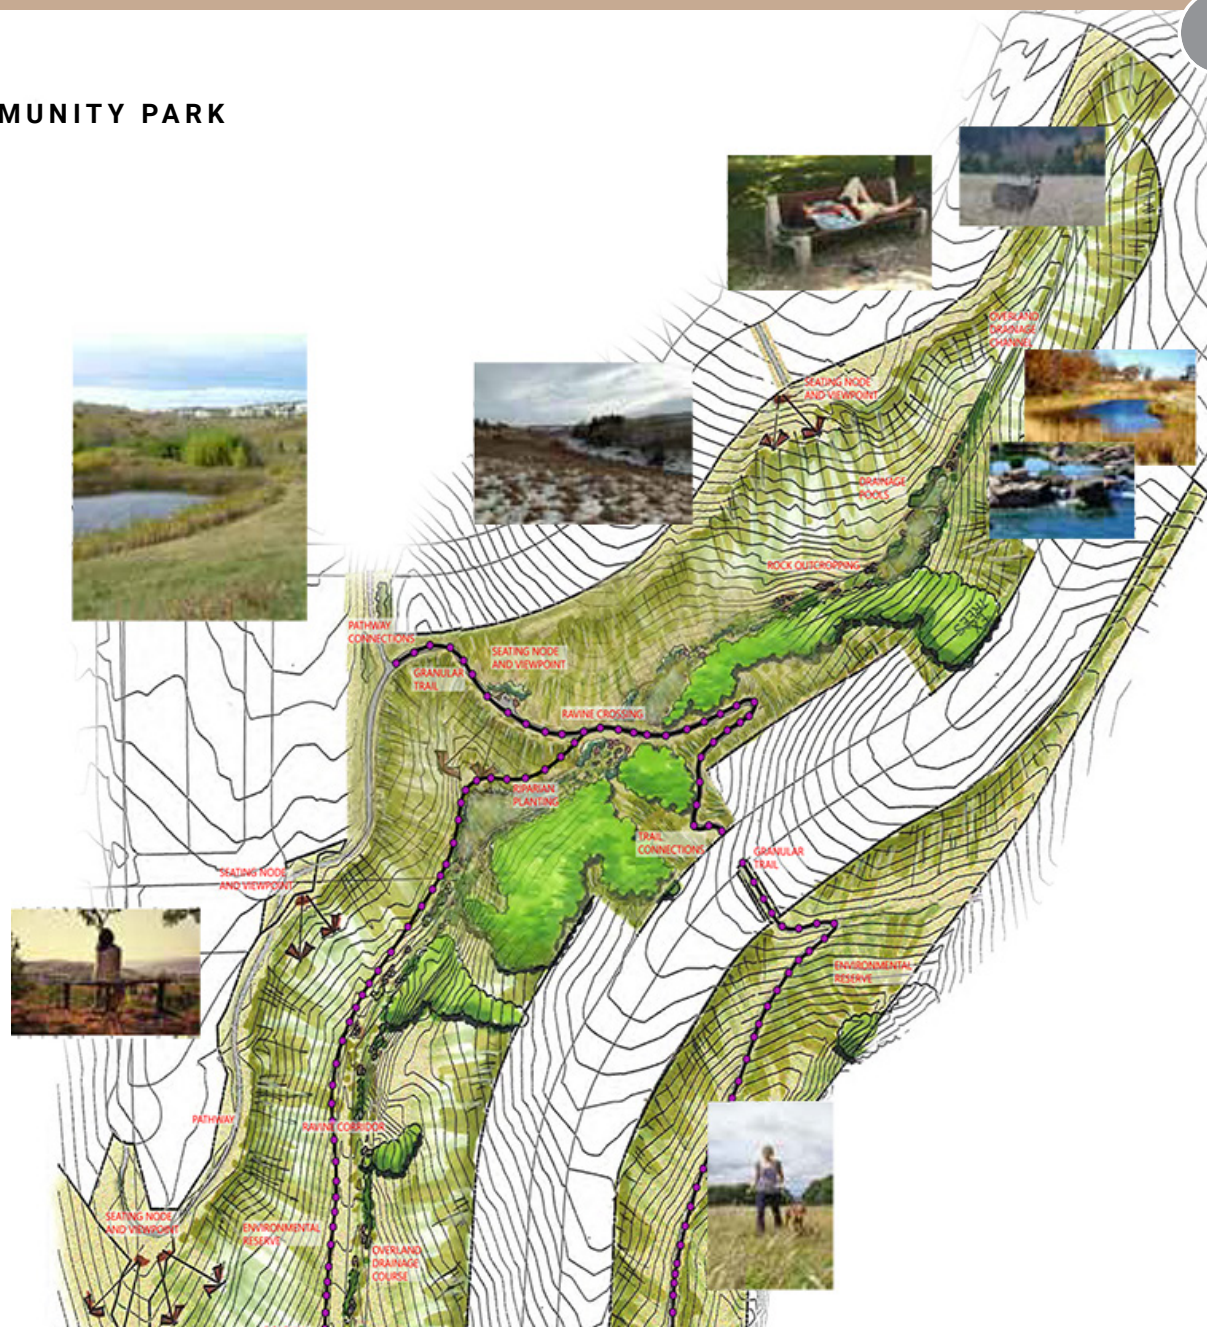 MUNITY PARK
OVERLAND
DRAINAGE
CHANNEL
SEATING NODE
AND VIEWPOINT
DRAINAGE
POOLS
ROCK OUTCROPPING
TREES
PATHWAY
CONNECTIONS
SEATING NODE
AND VIEWPOINT
GRANULAR
TRAIL
RAVINE CROSSING
RIPARIAN
PLANTING
TRAIL
CONNECTIONS
GRANULAR
TRAIL
SEATING NODE
AND VIEWPOINT
ENVIRONMENTAL
RESERVE
PATHWAY
RAVINE CORRIDOR
SEATING NODE
AND VIEWPOINT
ENVIRONMENTAL
RESERVE
OVERLAND
DRAINAGE
COURSE